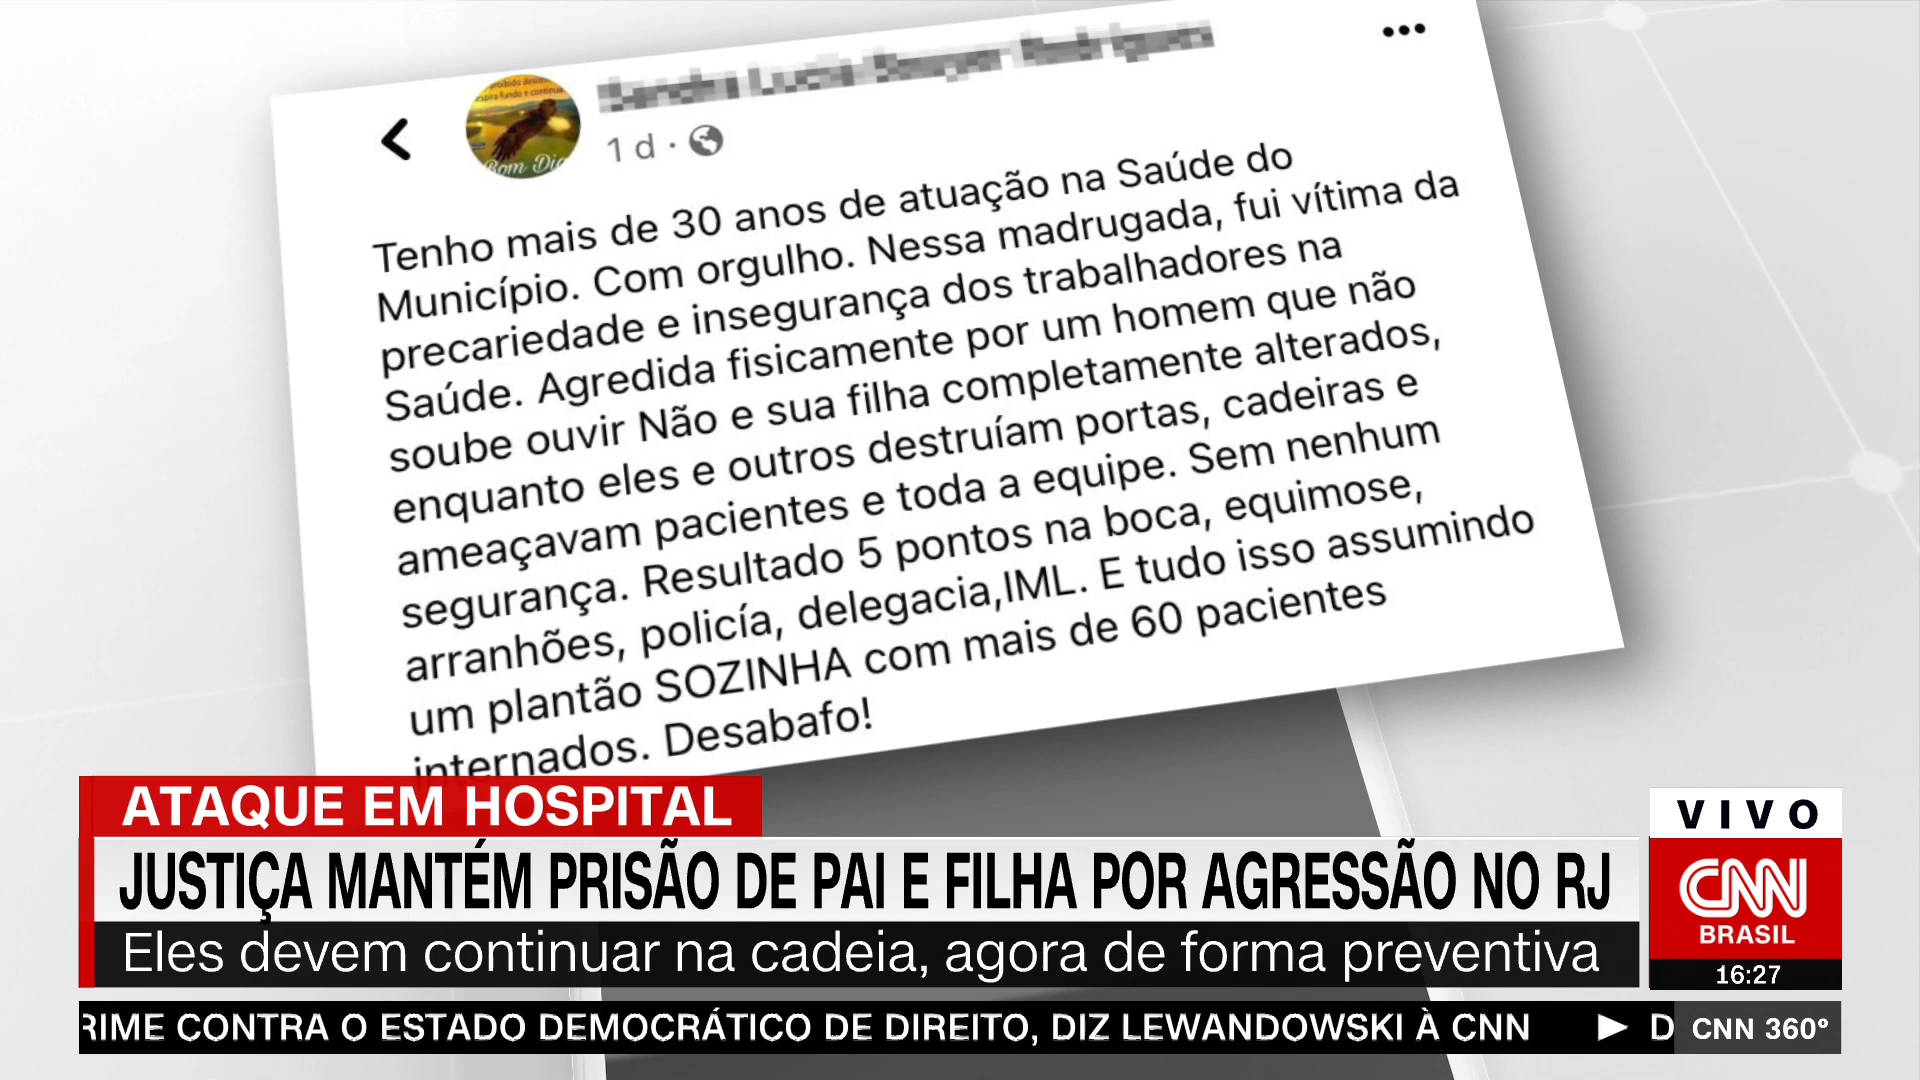 1 d ·
Bom Dia
Tenho mais de 30 anos de atuação na Saúde do
Município. Com orgulho. Nessa madrugada, fui vítima da
precariedade e insegurança dos trabalhadores na
Saúde. Agredida fisicamente por um homem que não
soube ouvir Não e sua filha completamente alterados,
enquanto eles e outros destruíam portas, cadeiras e
ameaçavam pacientes e toda a equipe. Sem nenhum
segurança. Resultado 5 pontos na boca, equimose,
arranhões, policía, delegacia,IML. E tudo isso assumindo
um plantão SOZINHA com mais de 60 pacientes
internados. Desabafo!
ATAQUE EM HOSPITAL
JUSTIÇA MANTÉM PRISÃO DE PAI E FILHA POR AGRESSÃO NO RJ
Eles devem continuar na cadeia, agora de forma preventiva
VIVO
CNN
BRASIL
16:27
RIME CONTRA O ESTADO DEMOCRÁTICO DE DIREITO, DIZ LEWANDOWSKI À CNN ▶ D
CNN 360°